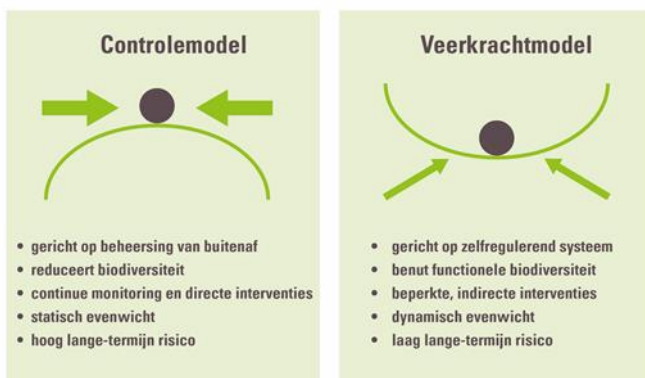 Controlemodel
• gericht op beheersing van buitenaf
• reduceert biodiversiteit
• continue monitoring en directe interventies
• statisch evenwicht
• hoog lange-termijn risico
Veerkrachtmodel
• gericht op zelfregulerend systeem
• benut functionele biodiversiteit
• beperkte, indirecte interventies
• dynamisch evenwicht
• laag lange-termijn risico